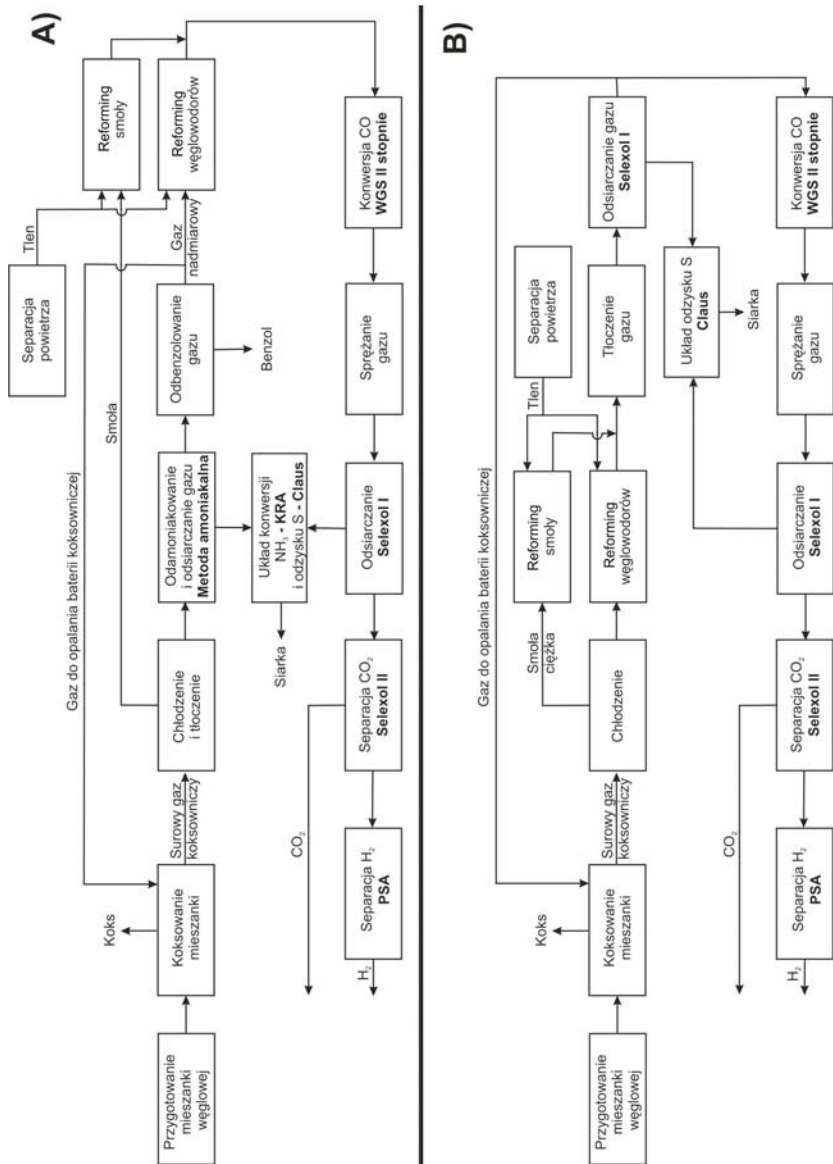 A)
Przygotowanie
mieszanki
węglowej
Koksowanie
mieszanki
Koks
Surowy gaz
koksowniczy
Gaz do opalania baterii koksowniczej
Chłodzenie
i tłoczenie
Smoła
Odamoniakowanie
i odsiarczanie gazu
Metoda amoniakalna
Odbenzolowanie
gazu
Benzol
Gaz
nadmiarowy
Separacja
powietrza
Tlen
Reforming
smoły
Reforming
węglowodorów
Układ konwersji
NH₃ - KRA
i odzysku S - Claus
Siarka
Konwersja CO
WGS II stopnie
Sprężanie
gazu
Odsiarczanie
Selexol I
Separacja CO₂
Selexol II
CO₂
Separacja H₂
PSA
H₂
B)
Przygotowanie
mieszanki
węglowej
Koksowanie
mieszanki
Koks
Surowy gaz
koksowniczy
Gaz do opalania baterii koksowniczej
Chłodzenie
Smoła
ciężka
Reforming
smoły
Reforming
węglowodorów
Tlen
Separacja
powietrza
Tłoczenie
gazu
Odsiarczanie gazu
Selexol I
Układ odzysku S
Claus
Siarka
Konwersja CO
WGS II stopnie
Sprężanie
gazu
Odsiarczanie
Selexol I
Separacja CO₂
Selexol II
CO₂
Separacja H₂
PSA
H₂